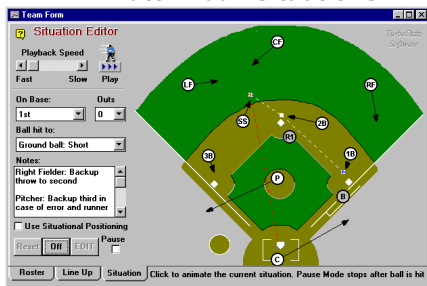 Team Form
Situation Editor
Playback Speed
Fast Slow Play
On Base: Outs
1st 0
Ball hit to:
Ground ball: Short
Notes:
Right Fielder: Backup
throw to second
Pitcher: Backup third in
case of error and runner
Use Situational Positioning
Pause
Reset Off EDIT
Roster Line Up Situation Click to animate the current situation. Pause Mode stops after ball is hit
TurboStats
Software
CF
LF
RF
SS
2B
R1
3B
1B
P
B
C